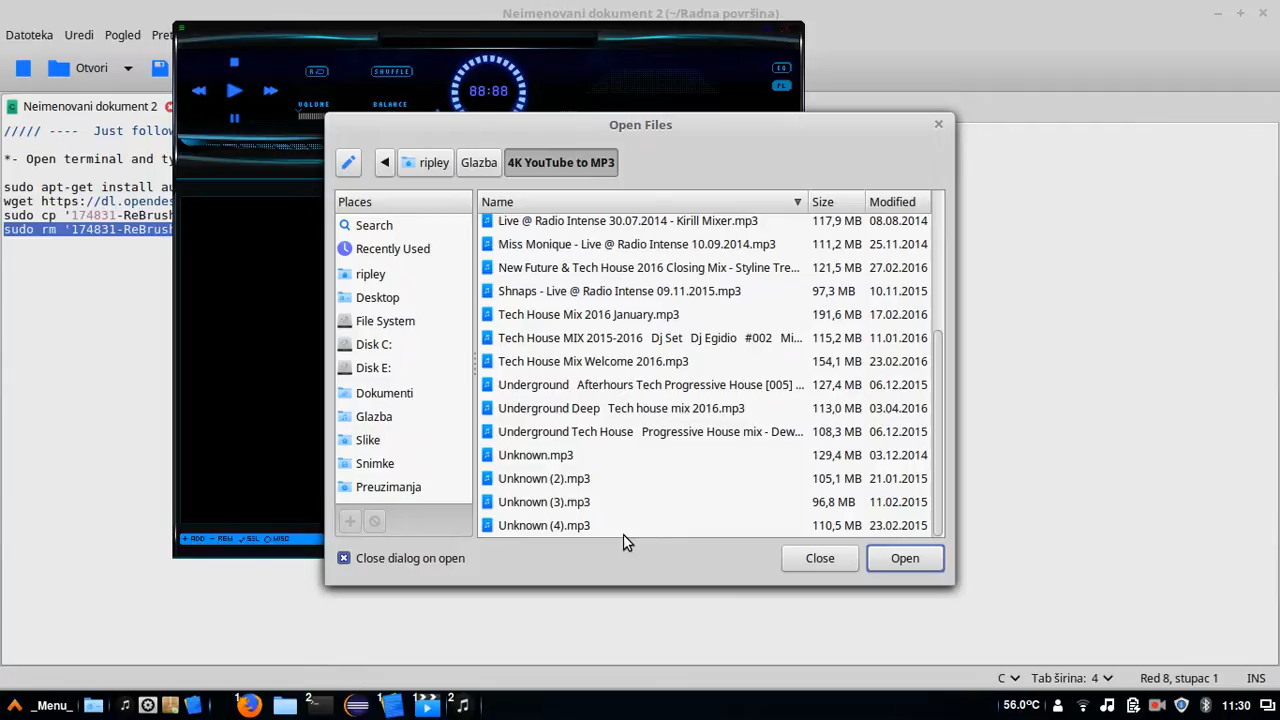 Neimenovani dokument 2 (~/Radna površina)
Datoteka Uredi Pogled
Otvori
Neimenovani dokument 2
SHUFFLE
VOLUME BALANCE
88:88
EQ
PL
///// ---- Just follow
*- Open terminal and ty
sudo apt-get install au
wget https://dl.opendes
sudo cp '174831-ReBrush
sudo rm '174831-ReBrush
+ ADD - REM SEL MISC
Open Files
ripley Glazba 4K YouTube to MP3
Places
Search
Recently Used
ripley
Desktop
File System
Disk C:
Disk E:
Dokumenti
Glazba
Slike
Snimke
Preuzimanja
Name Size Modified
Live @ Radio Intense 30.07.2014 - Kirill Mixer.mp3 117,9 MB 08.08.2014
Miss Monique - Live @ Radio Intense 10.09.2014.mp3 111,2 MB 25.11.2014
New Future & Tech House 2016 Closing Mix - Styline Tre... 121,5 MB 27.02.2016
Shnaps - Live @ Radio Intense 09.11.2015.mp3 97,3 MB 10.11.2015
Tech House Mix 2016 January.mp3 191,6 MB 17.02.2016
Tech House MIX 2015-2016 Dj Set Dj Egidio #002 Mi... 115,2 MB 11.01.2016
Tech House Mix Welcome 2016.mp3 154,1 MB 23.02.2016
Underground Afterhours Tech Progressive House [005] ... 127,4 MB 06.12.2015
Underground Deep Tech house mix 2016.mp3 113,0 MB 03.04.2016
Underground Tech House Progressive House mix - Dew... 108,3 MB 06.12.2015
Unknown.mp3 129,4 MB 03.12.2014
Unknown (2).mp3 105,1 MB 21.01.2015
Unknown (3).mp3 96,8 MB 11.02.2015
Unknown (4).mp3 110,5 MB 23.02.2015
Close dialog on open Close Open
C Tab širina: 4 Red 8, stupac 1 INS
_Menu_ 1 2 1 1 2 56.0°C 11:30